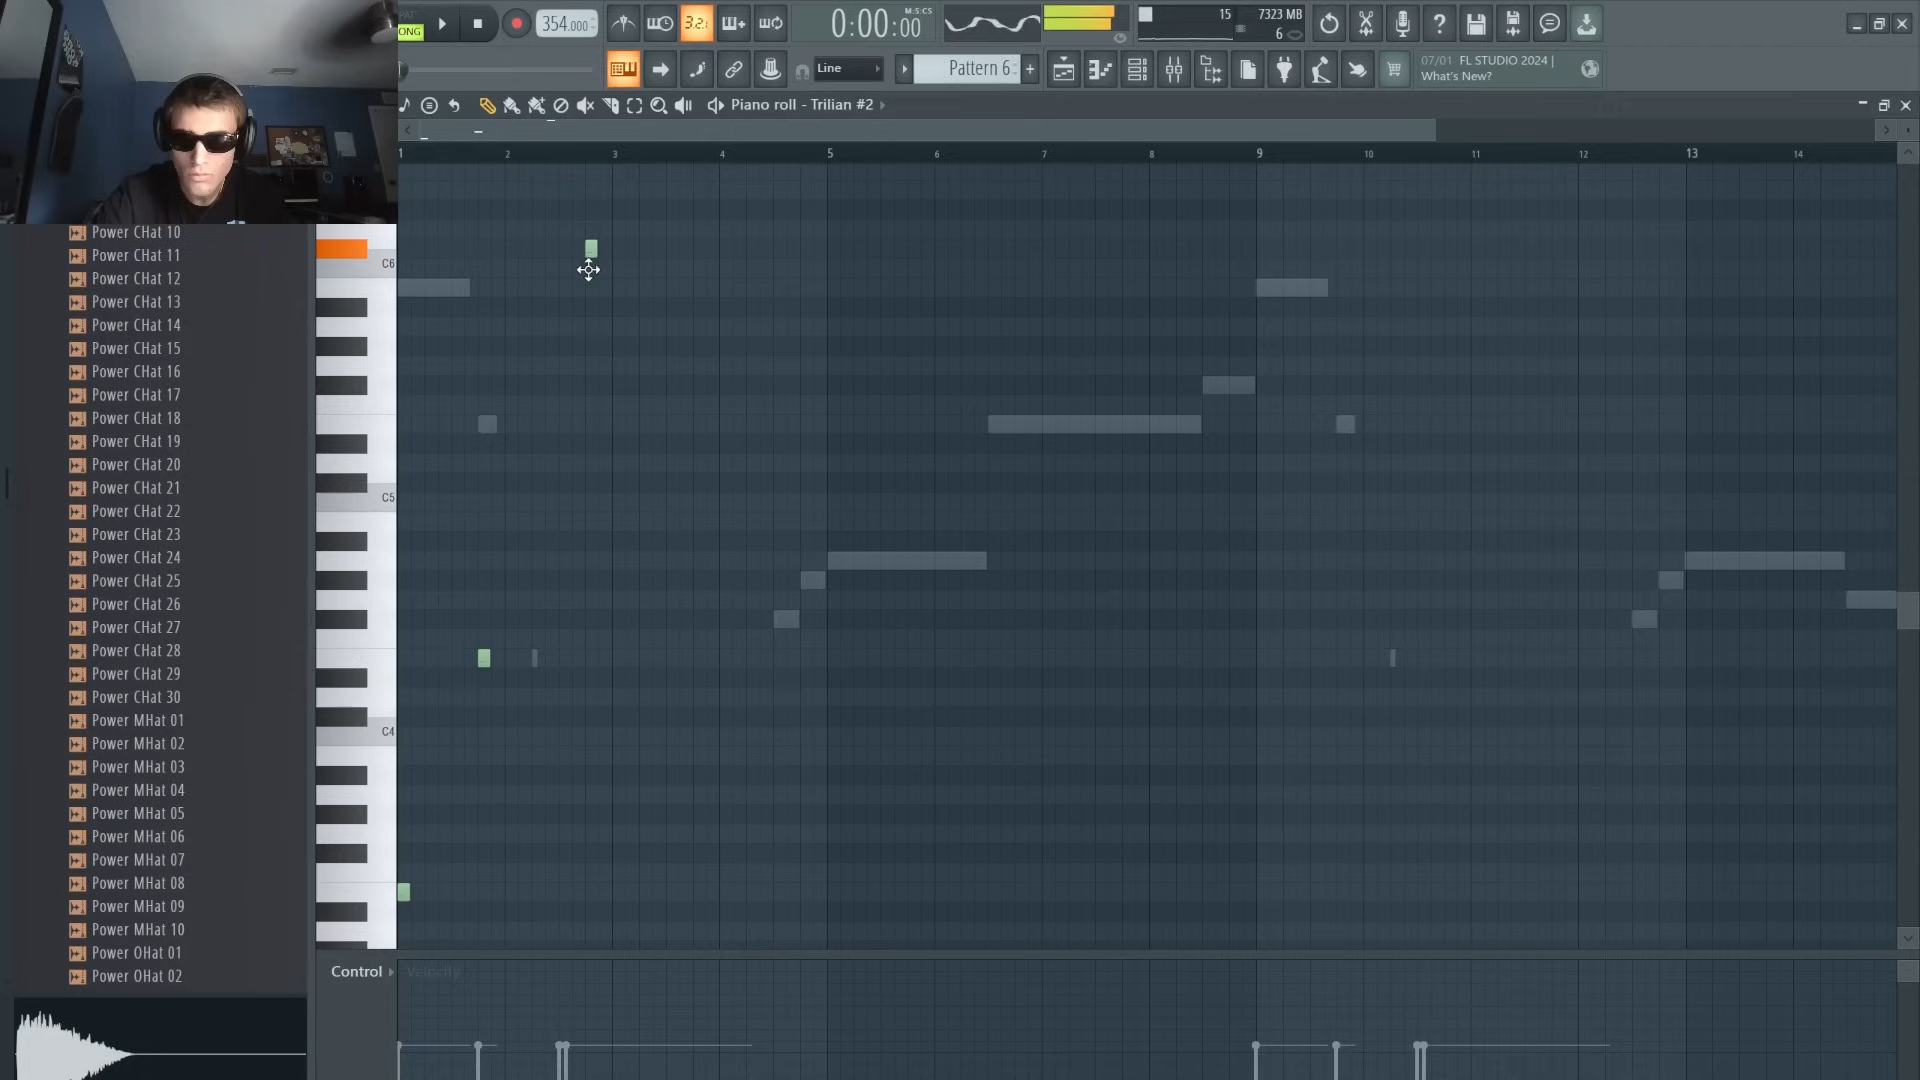 ONG
354.000
3.2.
0:00:00
M:S:CS
15
7323 MB
6
Line
Pattern 6
07/01 FL STUDIO 2024 |
What's New?
Piano roll - Trilian #2
1 2 3 4 5 6 7 8 9 10 11 12 13 14
Power CHat 10
Power CHat 11
Power CHat 12
Power CHat 13
Power CHat 14
Power CHat 15
Power CHat 16
Power CHat 17
Power CHat 18
Power CHat 19
Power CHat 20
Power CHat 21
Power CHat 22
Power CHat 23
Power CHat 24
Power CHat 25
Power CHat 26
Power CHat 27
Power CHat 28
Power CHat 29
Power CHat 30
Power MHat 01
Power MHat 02
Power MHat 03
Power MHat 04
Power MHat 05
Power MHat 06
Power MHat 07
Power MHat 08
Power MHat 09
Power MHat 10
Power OHat 01
Power OHat 02
C6
C5
C4
Control
Velocity